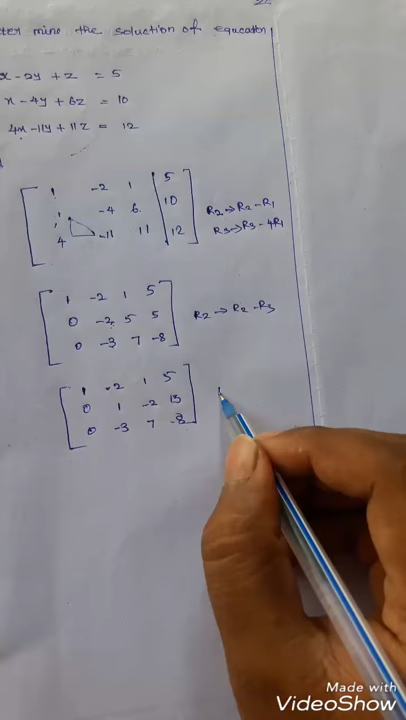 ter mine the soluction of equcation
x - 2y + z = 5
x - 4y + 6z = 10
4x - 11y + 11z = 12
1 -2 1 5
1 -4 6 10 R2 → R2 - R1
4 -11 11 12 R3 → R3 - 4R1
1 -2 1 5
0 -2 5 5 R2 → R2 - R3
0 -3 7 -8
1 -2 1 5
0 1 -2 13
0 -3 7 -8
Made with
VideoShow